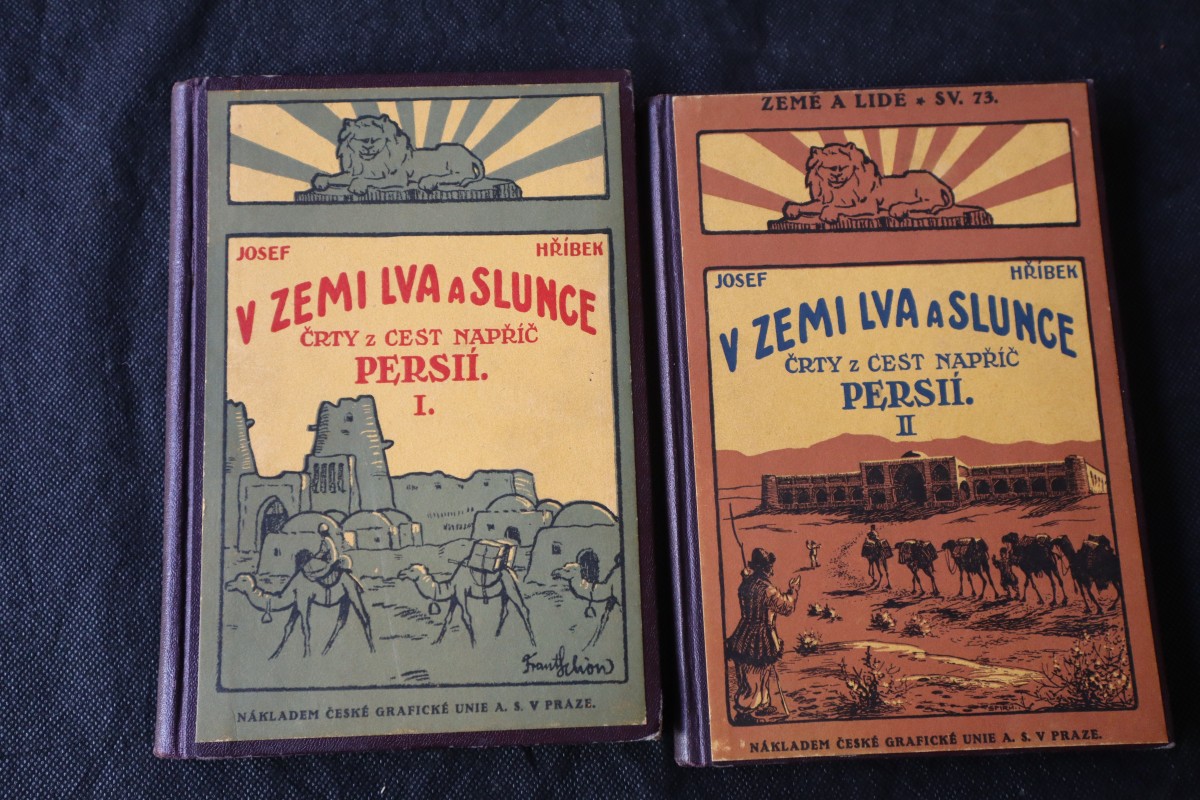 JOSEF HŘÍBEK
V ZEMI LVA A SLUNCE
ČRTY Z CEST NAPŘÍČ
PERSIÍ.
I.
NÁKLADEM ČESKÉ GRAFICKÉ UNIE A. S. V PRAZE.
ZEMĚ A LIDÉ * SV. 73.
JOSEF HŘÍBEK
V ZEMI LVA A SLUNCE
ČRTY Z CEST NAPŘÍČ
PERSIÍ.
II
NÁKLADEM ČESKÉ GRAFICKÉ UNIE A. S. V PRAZE.